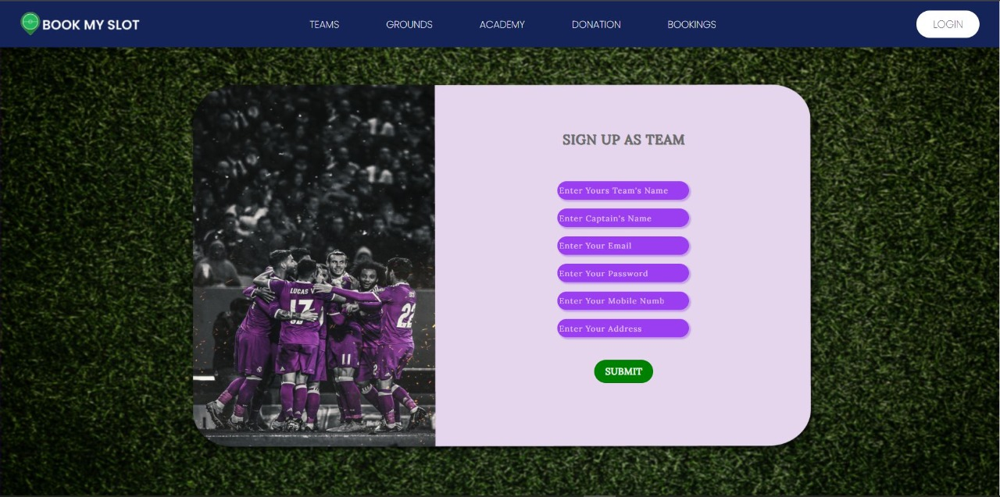 BOOK MY SLOT
TEAMS GROUNDS ACADEMY DONATION BOOKINGS
LOGIN
SIGN UP AS TEAM
Enter Yours Team's Name
Enter Captain's Name
Enter Your Email
Enter Your Password
Enter Your Mobile Numb
Enter Your Address
SUBMIT
LUCAS V.
17
22
11
2